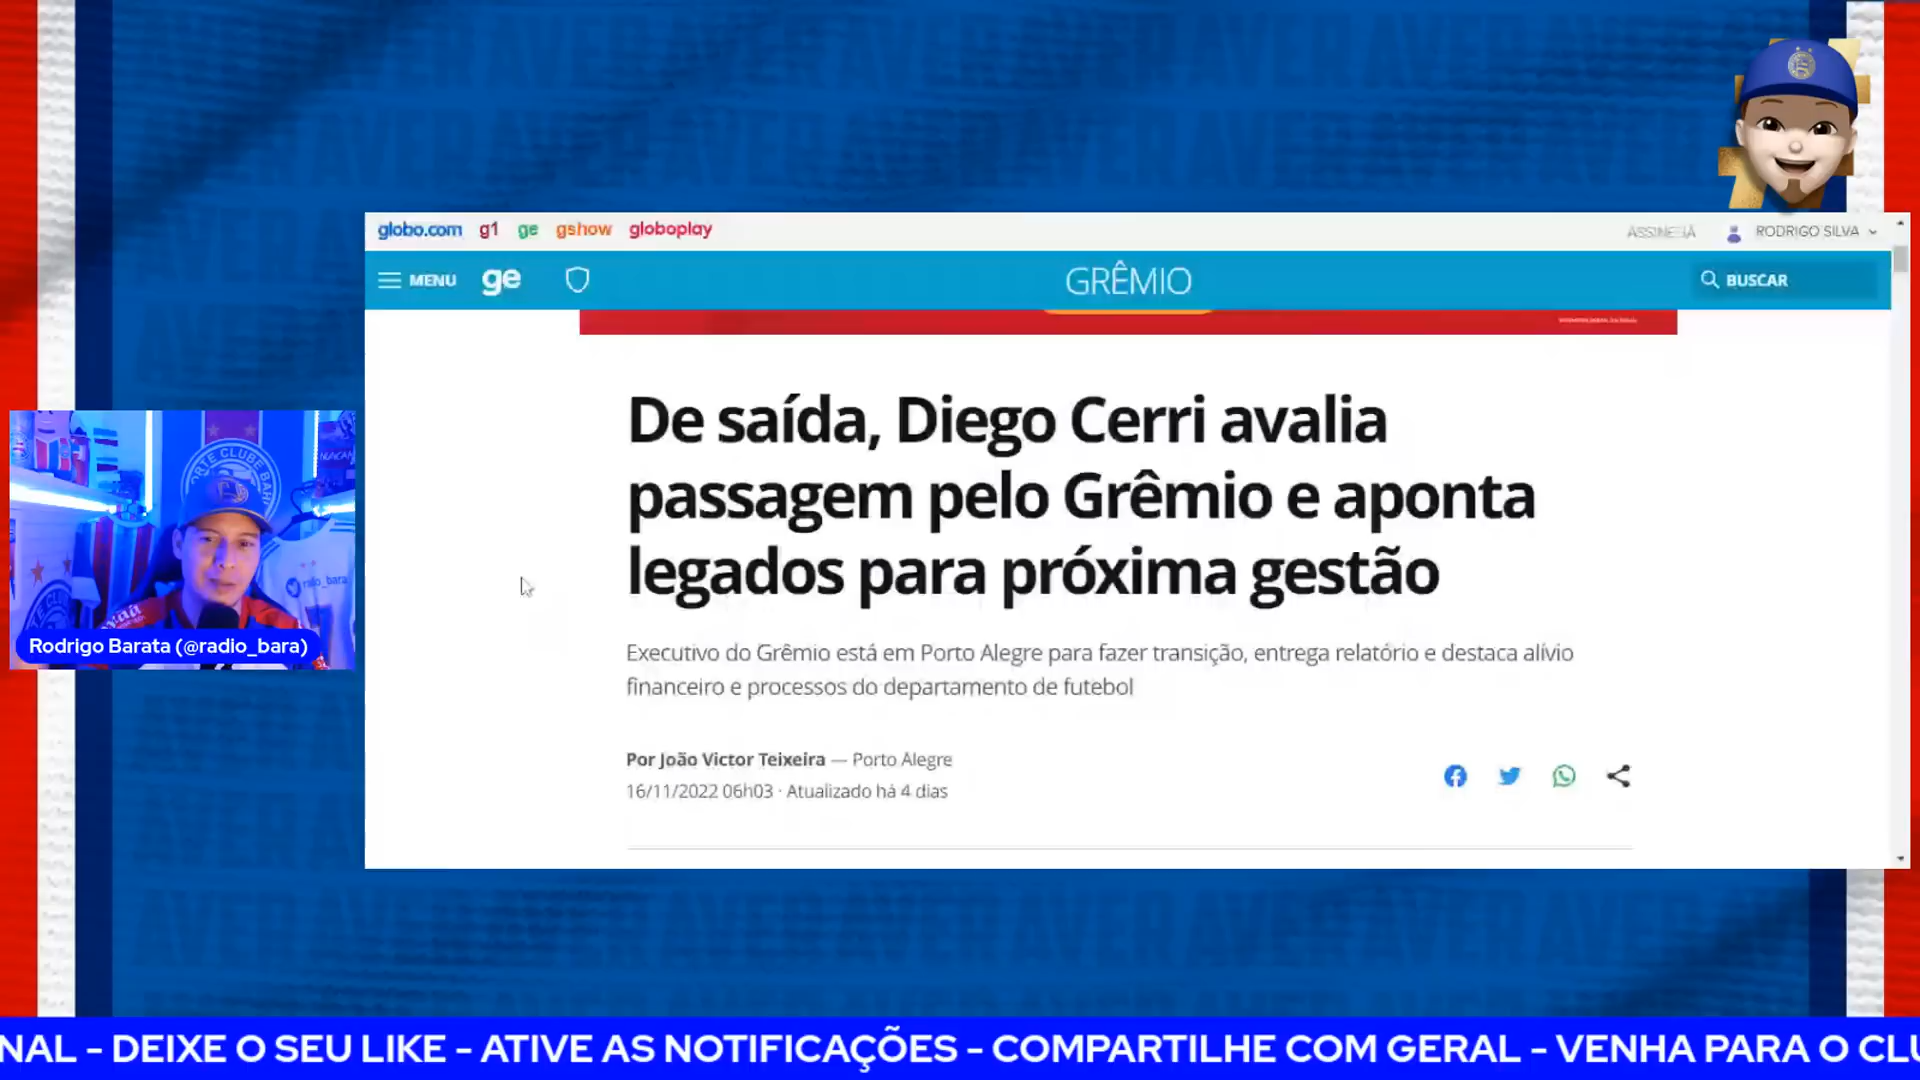 globo.com g1 ge gshow globoplay
ASSINE JÁ RODRIGO SILVA
MENU ge GRÊMIO BUSCAR
De saída, Diego Cerri avalia
passagem pelo Grêmio e aponta
legados para próxima gestão
Executivo do Grêmio está em Porto Alegre para fazer transição, entrega relatório e destaca alívio
financeiro e processos do departamento de futebol
Por João Victor Teixeira — Porto Alegre
16/11/2022 06h03 · Atualizado há 4 dias
radio_bara
Rodrigo Barata (@radio_bara)
NAL - DEIXE O SEU LIKE - ATIVE AS NOTIFICAÇÕES - COMPARTILHE COM GERAL - VENHA PARA O CLU